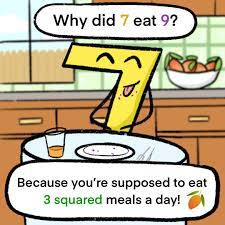 Why did 7 eat 9?
Because you're supposed to eat
3 squared meals a day!